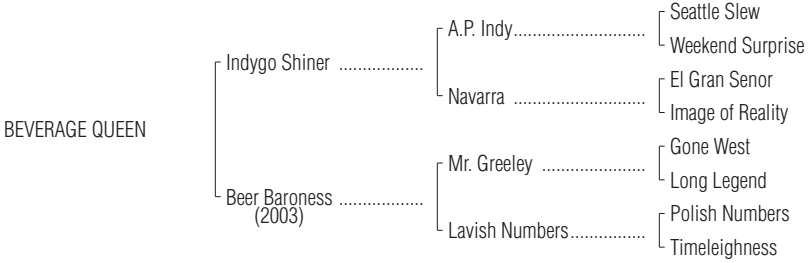 Seattle Slew
A.P. Indy..............................
Weekend Surprise
Indygo Shiner ...................
El Gran Senor
Navarra ..............................
Image of Reality
BEVERAGE QUEEN
Gone West
Mr. Greeley ........................
Long Legend
Beer Baroness ...................
(2003)
Polish Numbers
Lavish Numbers.................
Timeleighness